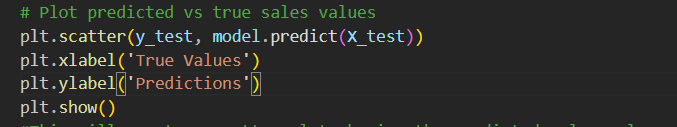 # Plot predicted vs true sales values
plt.scatter(y_test, model.predict(X_test))
plt.xlabel('True Values')
plt.ylabel('Predictions')
plt.show()